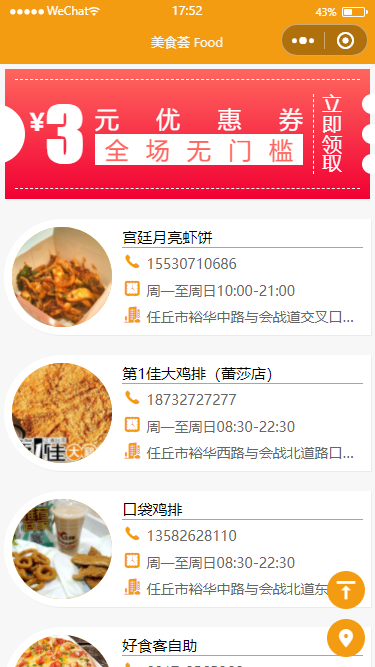 WeChat
17:52
43%
美食荟 Food
¥3
元优惠券
全场无门槛
立即领取
宫廷月亮虾饼
15530710686
周一至周日10:00-21:00
任丘市裕华中路与会战道交叉口...
第1佳大鸡排（蕾莎店）
18732727277
周一至周日08:30-22:30
任丘市裕华西路与会战北道路口...
口袋鸡排
13582628110
周一至周日08:30-22:30
任丘市裕华中路与会战北道东
好食客自助